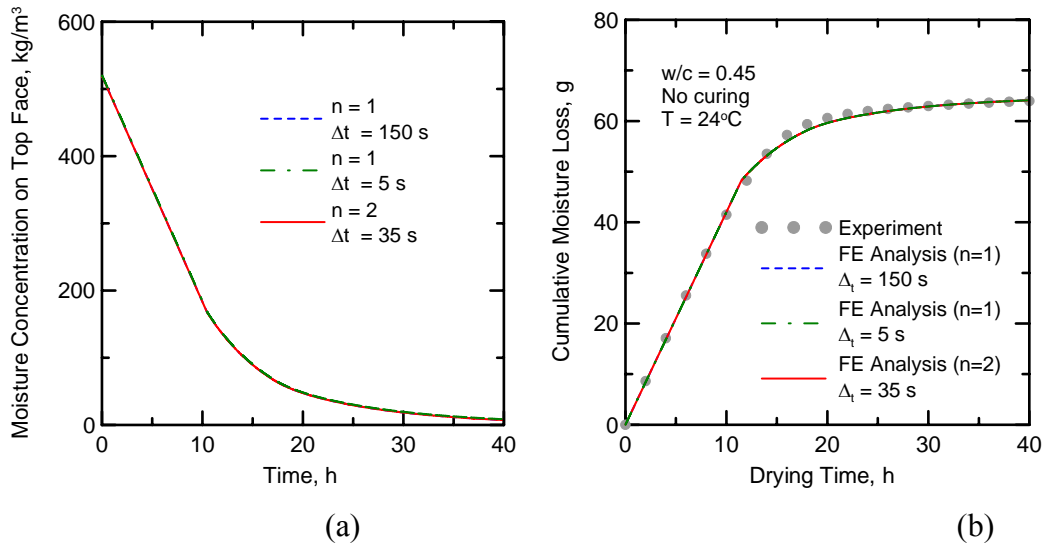 Moisture Concentration on Top Face, kg/m³
600
400
200
0
n = 1
Δt = 150 s
n = 1
Δt = 5 s
n = 2
Δt = 35 s
0 10 20 30 40
Time, h
(a)
Cumulative Moisture Loss, g
80
60
40
20
0
w/c = 0.45
No curing
T = 24°C
Experiment
FE Analysis (n=1)
Δt = 150 s
FE Analysis (n=1)
Δt = 5 s
FE Analysis (n=2)
Δt = 35 s
0 10 20 30 40
Drying Time, h
(b)